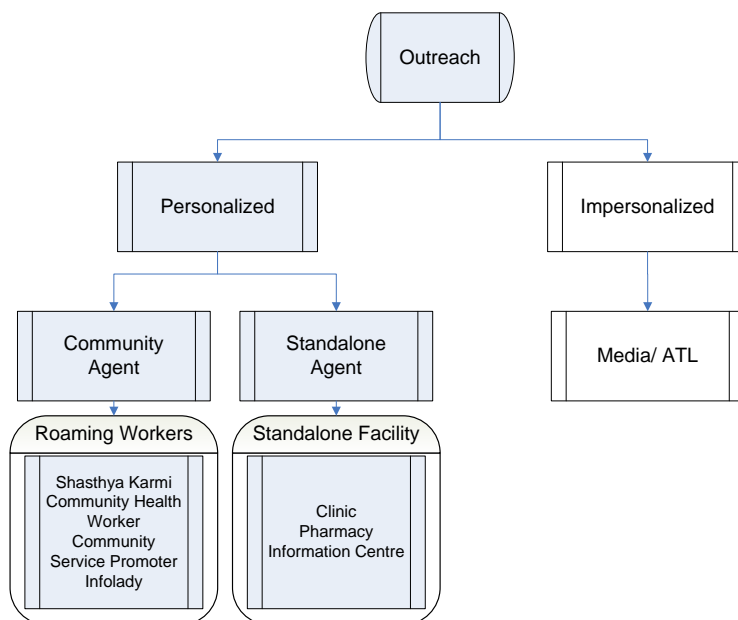 Outreach
Personalized
Impersonalized
Community
Agent
Standalone
Agent
Media/ ATL
Roaming Workers
Shasthya Karmi
Community Health
Worker
Community
Service Promoter
Infolady
Standalone Facility
Clinic
Pharmacy
Information Centre